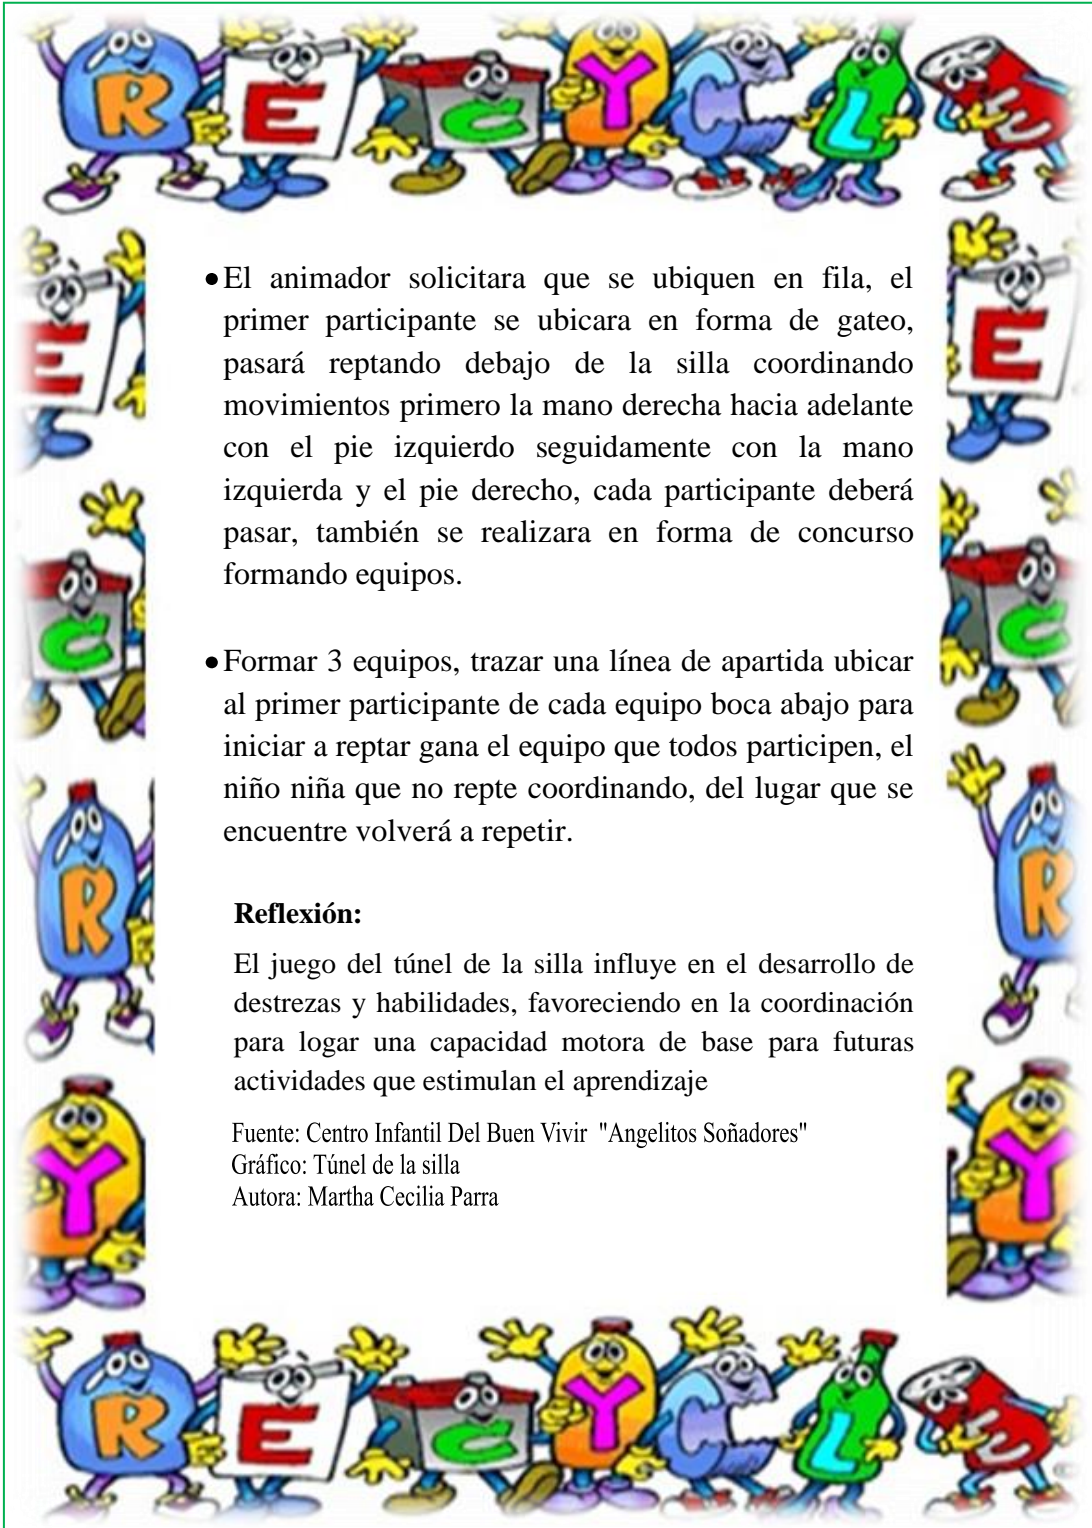 R E C Y C L E
• El animador solicitara que se ubiquen en fila, el
primer participante se ubicara en forma de gateo,
pasará reptando debajo de la silla coordinando
movimientos primero la mano derecha hacia adelante
con el pie izquierdo seguidamente con la mano
izquierda y el pie derecho, cada participante deberá
pasar, también se realizara en forma de concurso
formando equipos.
• Formar 3 equipos, trazar una línea de apartida ubicar
al primer participante de cada equipo boca abajo para
iniciar a reptar gana el equipo que todos participen, el
niño niña que no repte coordinando, del lugar que se
encuentre volverá a repetir.
Reflexión:
El juego del túnel de la silla influye en el desarrollo de
destrezas y habilidades, favoreciendo en la coordinación
para logar una capacidad motora de base para futuras
actividades que estimulan el aprendizaje
Fuente: Centro Infantil Del Buen Vivir "Angelitos Soñadores"
Gráfico: Túnel de la silla
Autora: Martha Cecilia Parra
E
C
R
Y
E
C
R
Y
R E C Y C L E